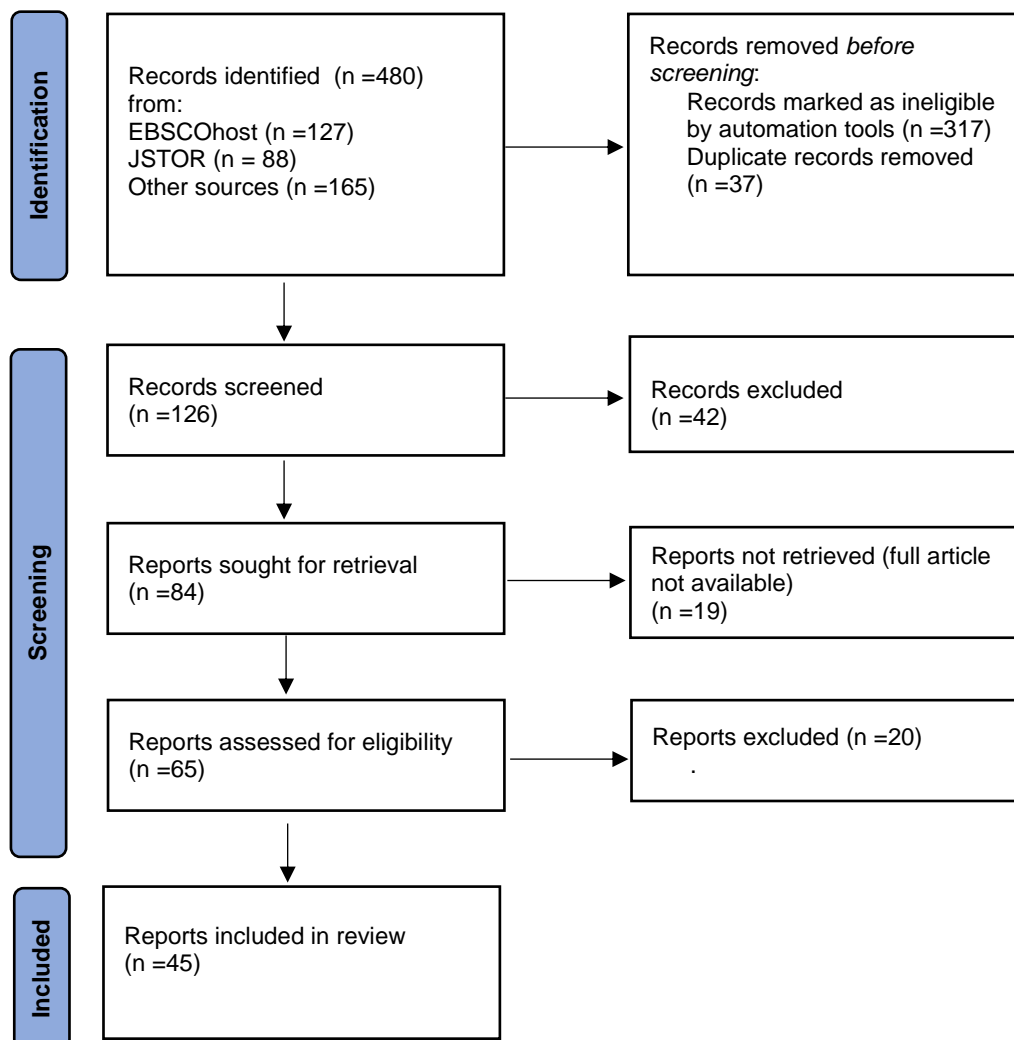 Identification
Records identified (n =480)
from:
EBSCOhost (n =127)
JSTOR (n = 88)
Other sources (n =165)
Records removed before
screening:
Records marked as ineligible
by automation tools (n =317)
Duplicate records removed
(n =37)
Screening
Records screened
(n =126)
Records excluded
(n =42)
Reports sought for retrieval
(n =84)
Reports not retrieved (full article
not available)
(n =19)
Reports assessed for eligibility
(n =65)
Reports excluded (n =20)
.
Included
Reports included in review
(n =45)